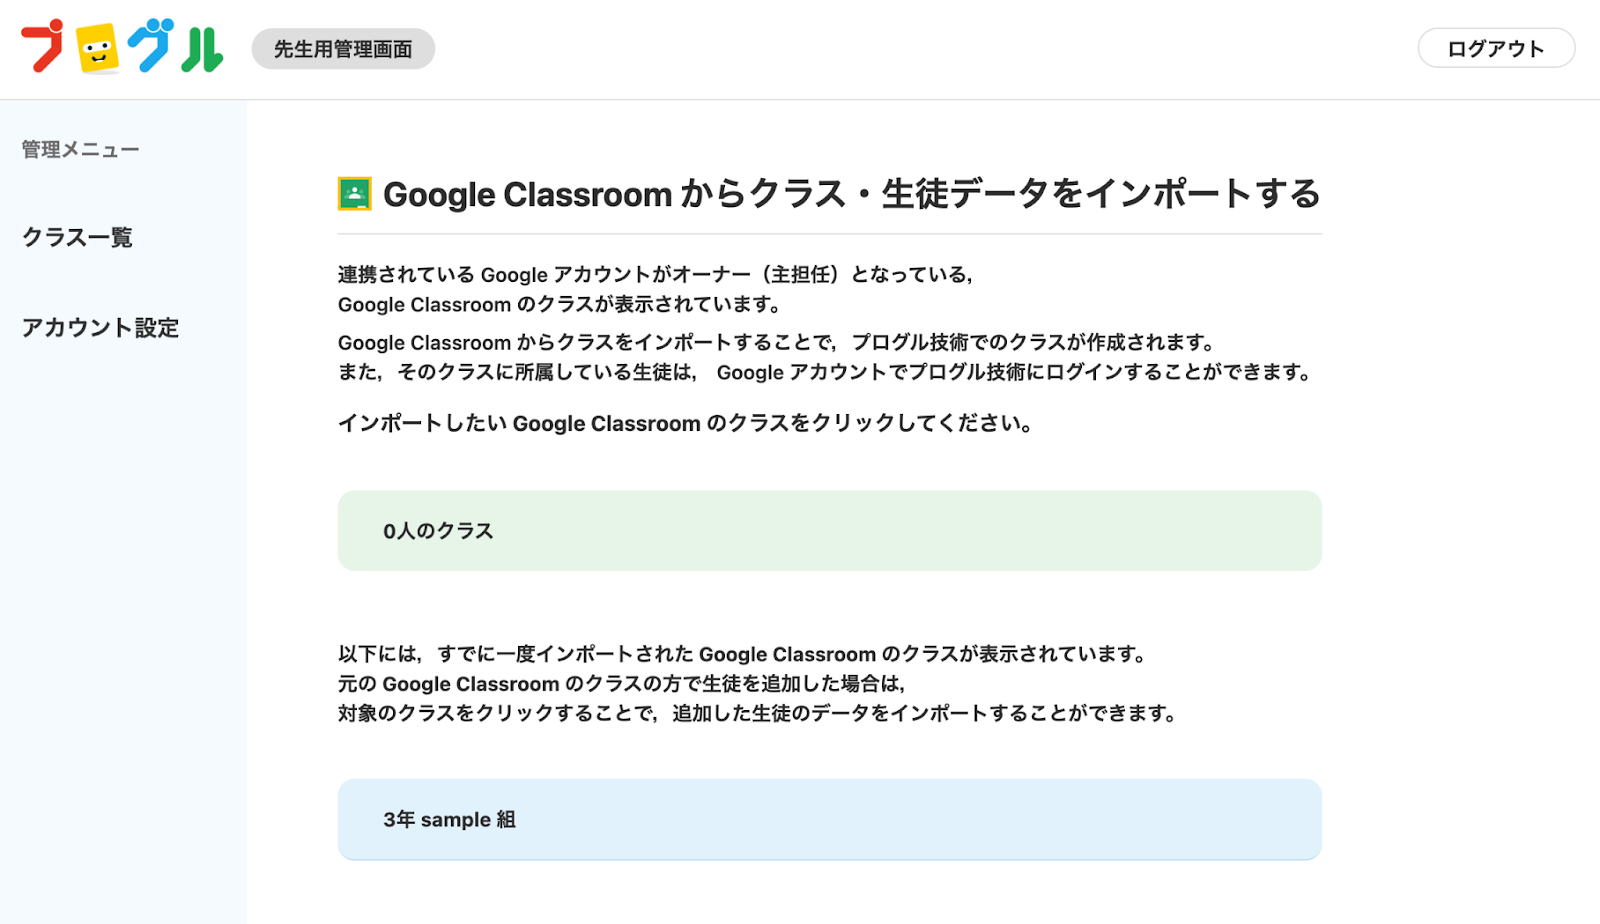 プログル
先生用管理画面
ログアウト
管理メニュー
クラス一覧
アカウント設定
Google Classroom からクラス・生徒データをインポートする
連携されている Google アカウントがオーナー（主担任）となっている，
Google Classroom のクラスが表示されています。
Google Classroom からクラスをインポートすることで，プログル技術でのクラスが作成されます。
また，そのクラスに所属している生徒は， Google アカウントでプログル技術にログインすることができます。
インポートしたい Google Classroom のクラスをクリックしてください。
0人のクラス
以下には，すでに一度インポートされた Google Classroom のクラスが表示されています。
元の Google Classroom のクラスの方で生徒を追加した場合は，
対象のクラスをクリックすることで，追加した生徒のデータをインポートすることができます。
3年 sample 組